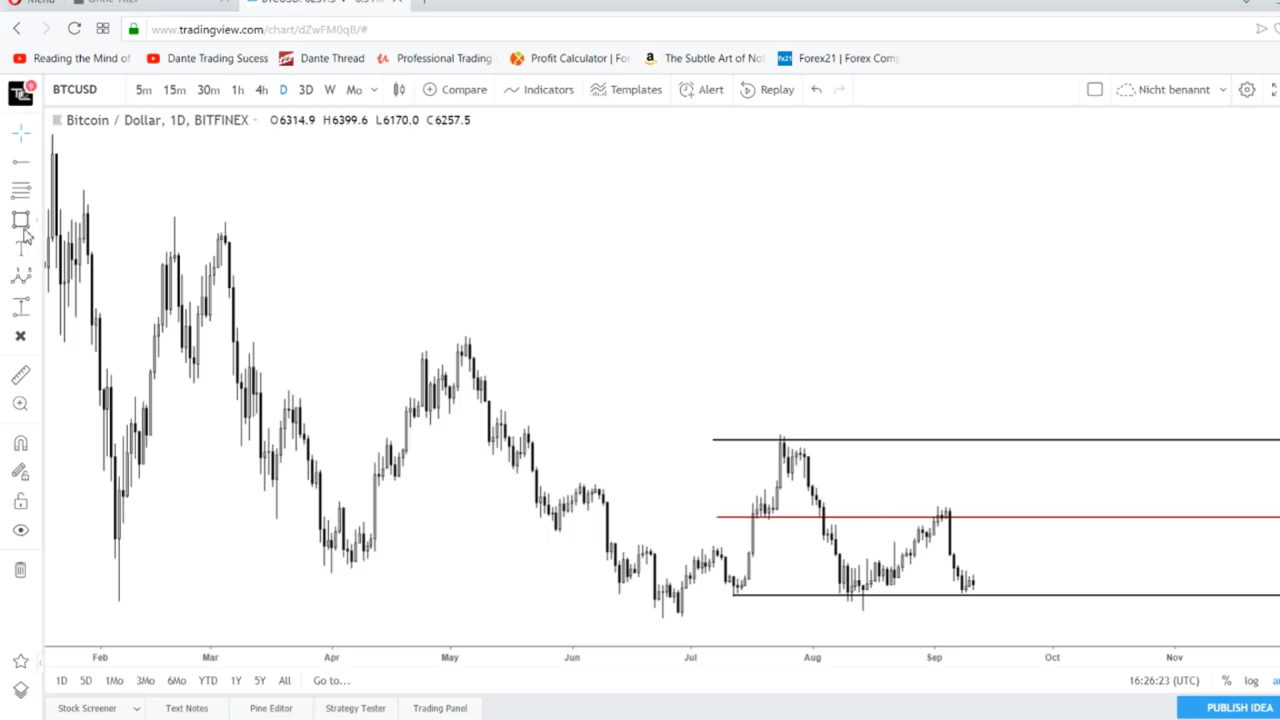 Menü
BTCUSD: 6257.5
www.tradingview.com/chart/dZwFM0qB/#
Reading the Mind of
Dante Trading Sucess
Dante Thread
Professional Trading
Profit Calculator | For
The Subtle Art of No
Forex21 | Forex Com
BTCUSD 5m 15m 30m 1h 4h D 3D W Mo Compare Indicators Templates Alert Replay Nicht benannt
Bitcoin / Dollar, 1D, BITFINEX O6314.9 H6399.6 L6170.0 C6257.5
Feb Mar Apr May Jun Jul Aug Sep Oct Nov
1D 5D 1Mo 3Mo 6Mo YTD 1Y 5Y All Go to... 16:26:23 (UTC) % log
Stock Screener Text Notes Pine Editor Strategy Tester Trading Panel PUBLISH IDEA